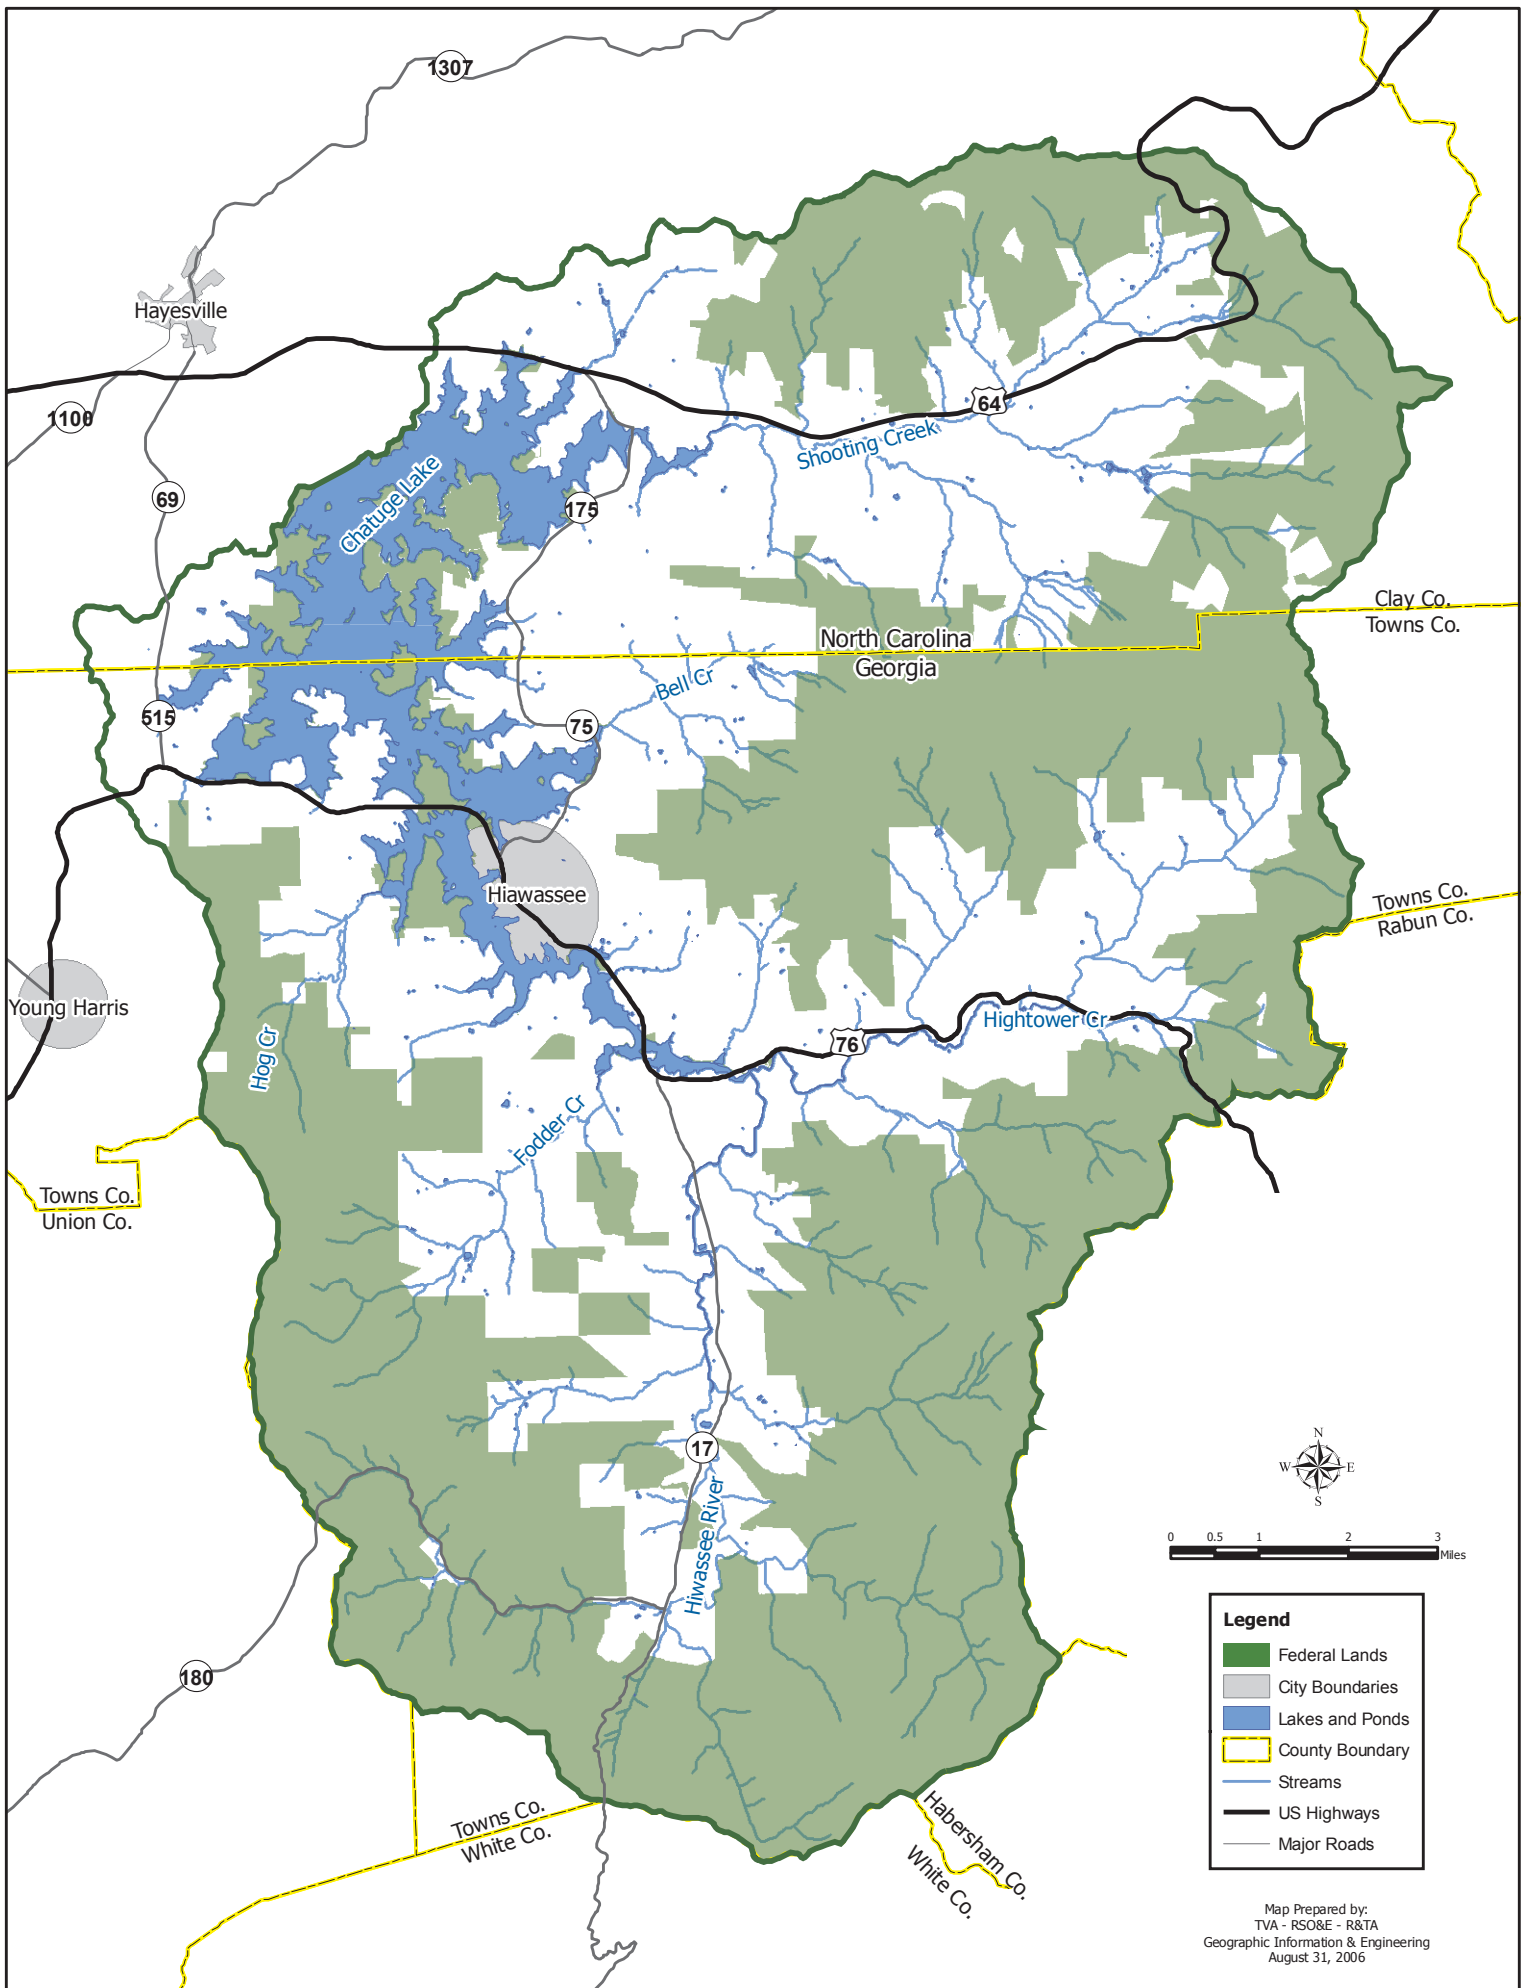 1307
Hayesville
1100
64
Shooting Creek
Chatuge Lake
69
175
Clay Co.
Towns Co.
North Carolina
Georgia
Bell Cr
515
75
Hiawassee
Towns Co.
Rabun Co.
Young Harris
Hightower Cr
76
Hog Cr
Fodder Cr
Towns Co.
Union Co.
17
Hiwassee River
N
W
E
S
0 0.5 1 2 3
Miles
180
Legend
Federal Lands
City Boundaries
Lakes and Ponds
County Boundary
Streams
US Highways
Major Roads
Towns Co.
White Co.
Habersham Co.
White Co.
Map Prepared by:
TVA - RSO&E - R&TA
Geographic Information & Engineering
August 31, 2006